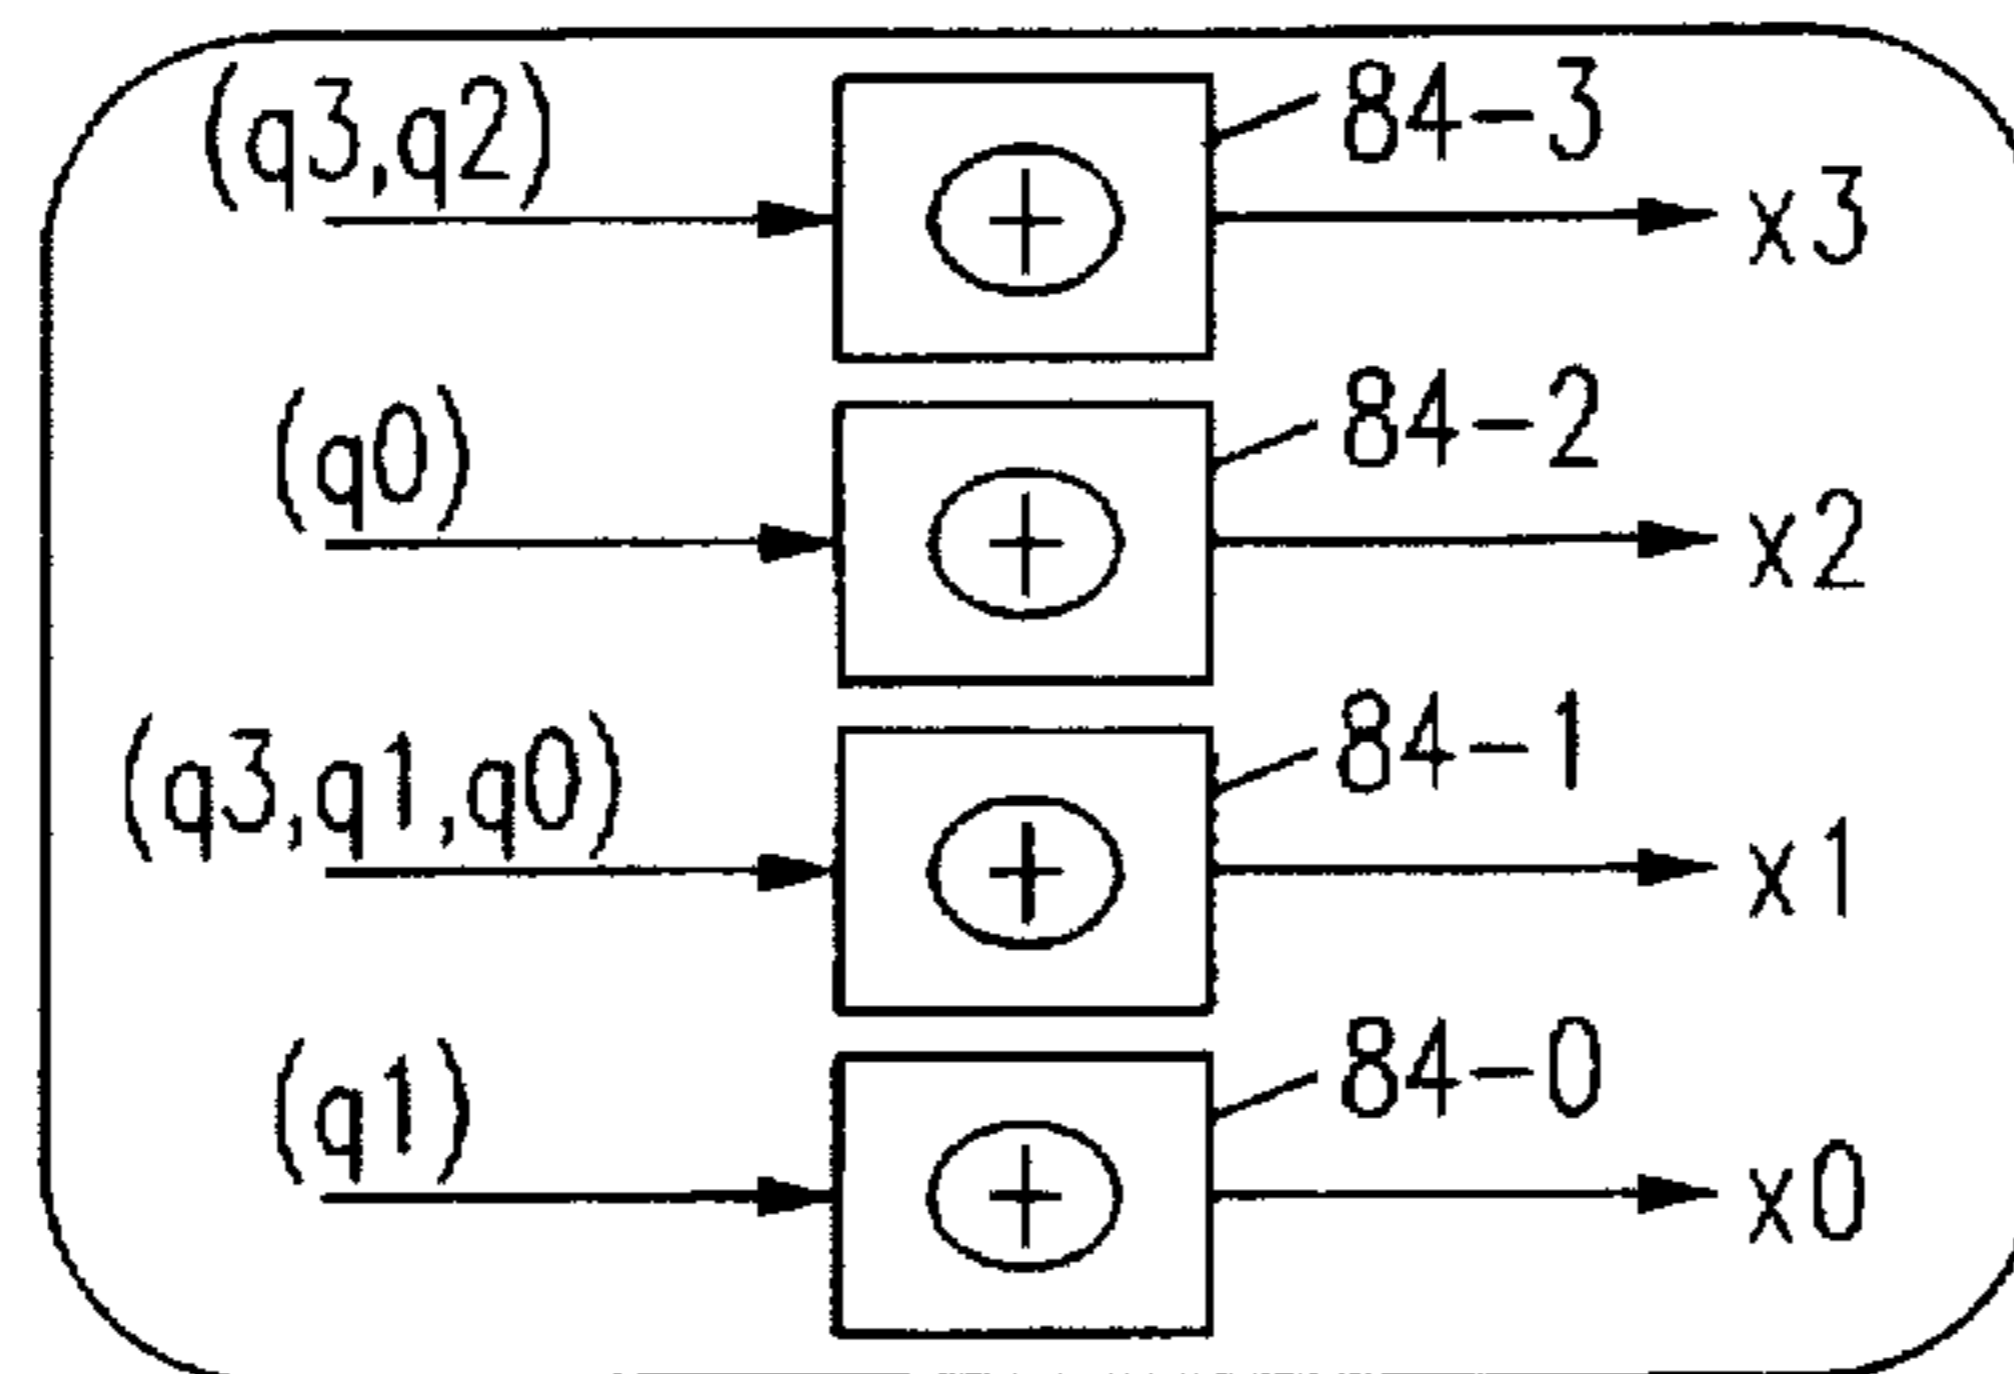 (q3,q2)
84-3
x3
(q0)
84-2
x2
(q3,q1,q0)
84-1
x1
(q1)
84-0
x0